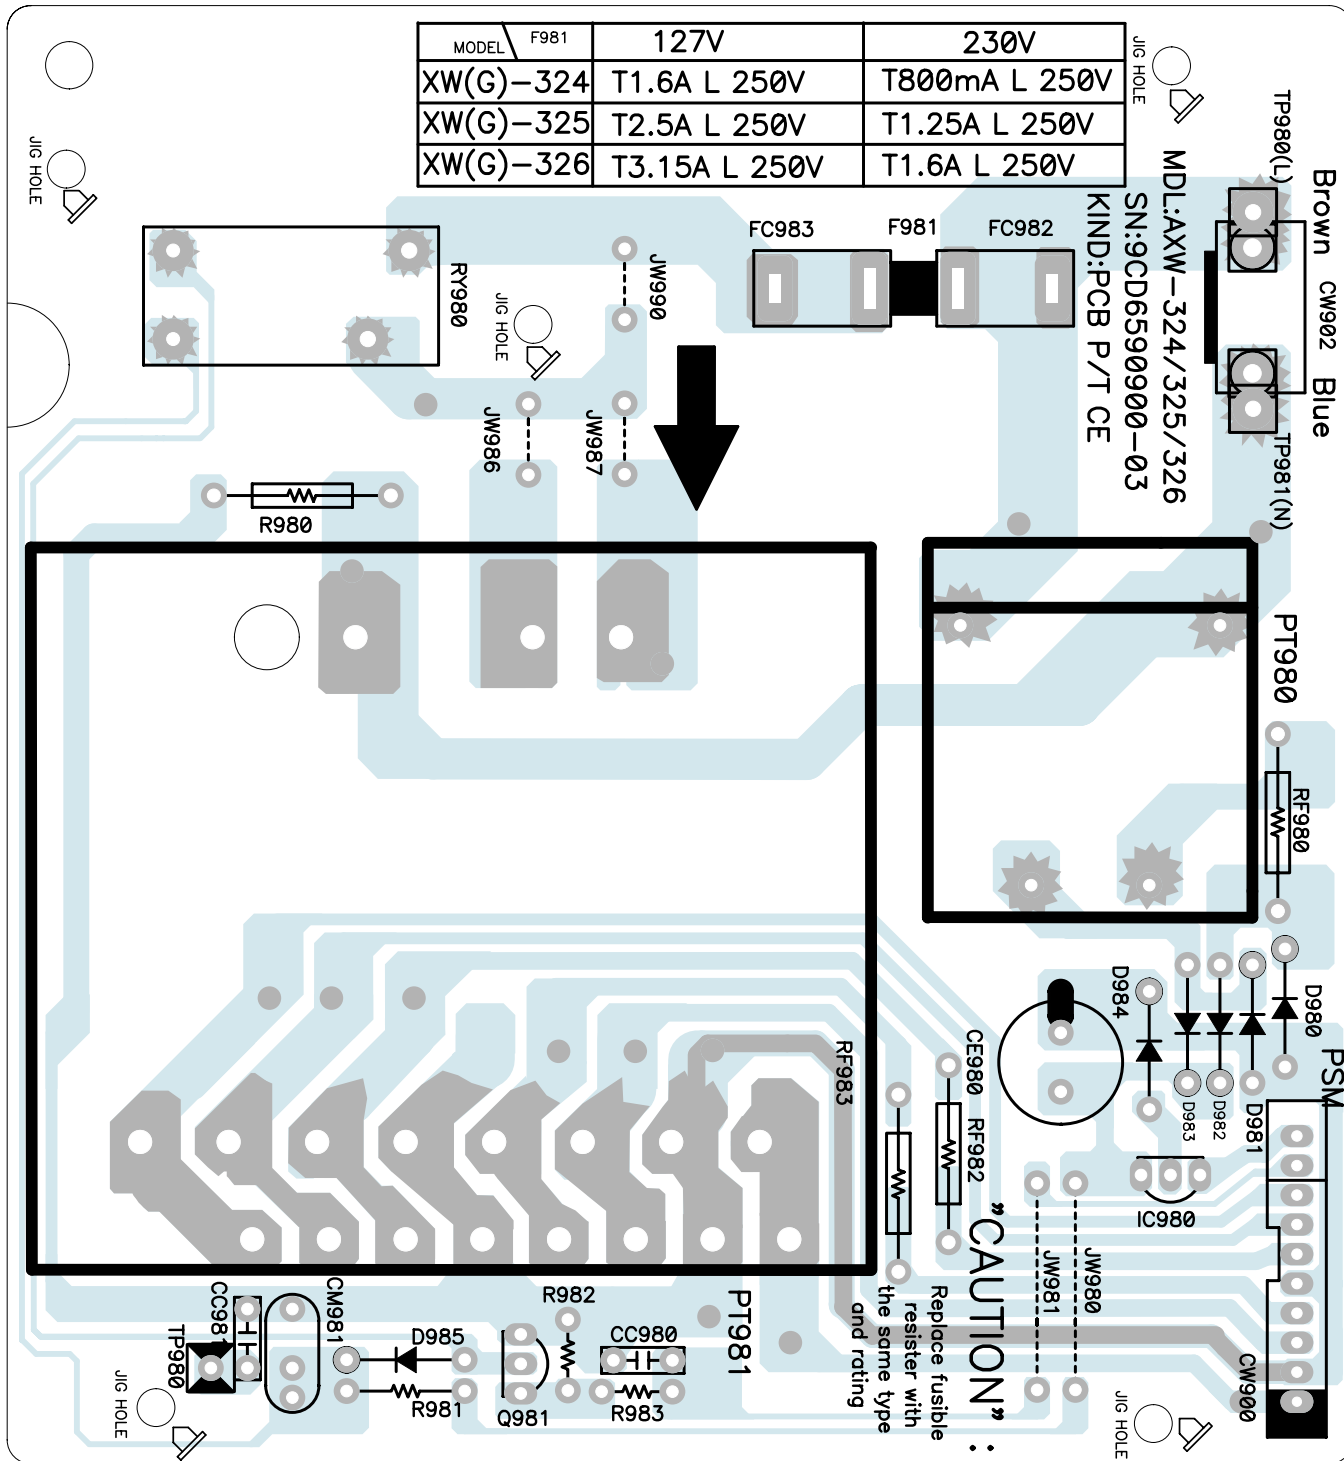 MODEL F981 127V 230V
XW(G)-324 T1.6A L 250V T800mA L 250V
XW(G)-325 T2.5A L 250V T1.25A L 250V
XW(G)-326 T3.15A L 250V T1.6A L 250V
JIG HOLE
JIG HOLE
TP980(L)
Brown
CW902
Blue
TP981(N)
MDL:AXW-324/325/326
SN:9CD6590900-03
KIND:PCB P/T CE
FC983
F981
FC982
RY980
JIG HOLE
JW990
JW986
JW987
R980
PT980
RF980
D984
D980
PSM
CE980
RF983
RF982
D983
D982
D981
IC980
JW981
JW980
"CAUTION" :
Replace fusible
resister with
the same type
and rating
CW900
PT981
R982
CC980
R983
Q981
D985
R981
CM981
CC981
TP980
JIG HOLE
JIG HOLE